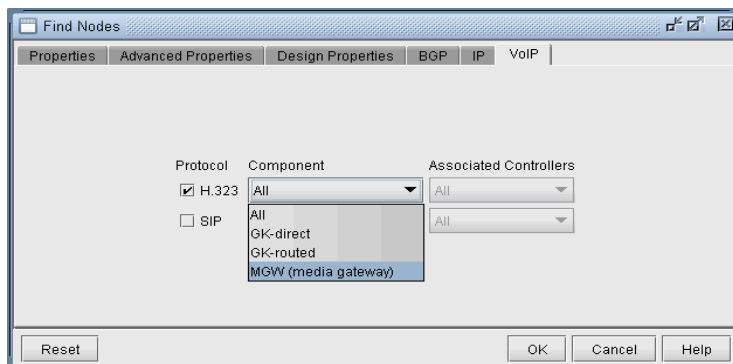 Find Nodes
Properties Advanced Properties Design Properties BGP IP VoIP
Protocol Component Associated Controllers
H.323 All All
SIP All All
GK-direct
GK-routed
MGW (media gateway)
Reset OK Cancel Help